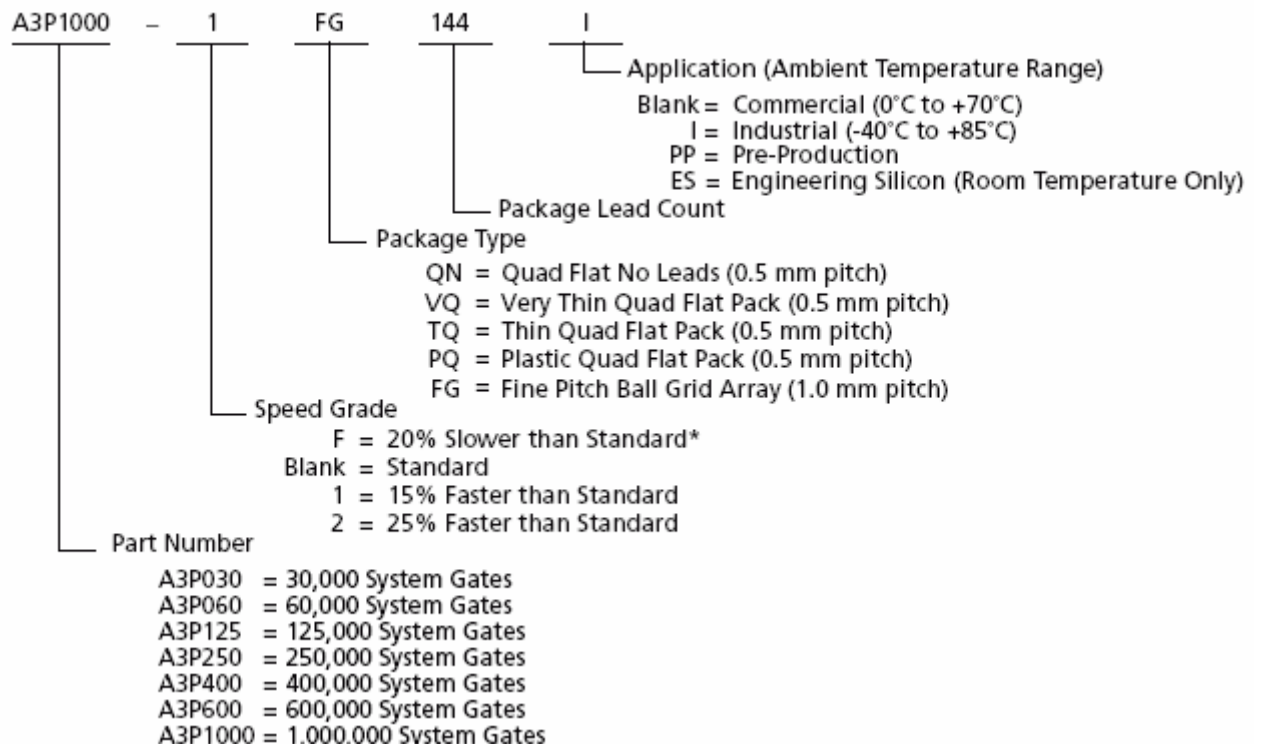 A3P1000 – 1 FG 144 I
Application (Ambient Temperature Range)
Blank = Commercial (0°C to +70°C)
I = Industrial (-40°C to +85°C)
PP = Pre-Production
ES = Engineering Silicon (Room Temperature Only)
Package Lead Count
Package Type
QN = Quad Flat No Leads (0.5 mm pitch)
VQ = Very Thin Quad Flat Pack (0.5 mm pitch)
TQ = Thin Quad Flat Pack (0.5 mm pitch)
PQ = Plastic Quad Flat Pack (0.5 mm pitch)
FG = Fine Pitch Ball Grid Array (1.0 mm pitch)
Speed Grade
F = 20% Slower than Standard*
Blank = Standard
1 = 15% Faster than Standard
2 = 25% Faster than Standard
Part Number
A3P030 = 30,000 System Gates
A3P060 = 60,000 System Gates
A3P125 = 125,000 System Gates
A3P250 = 250,000 System Gates
A3P400 = 400,000 System Gates
A3P600 = 600,000 System Gates
A3P1000 = 1,000,000 System Gates